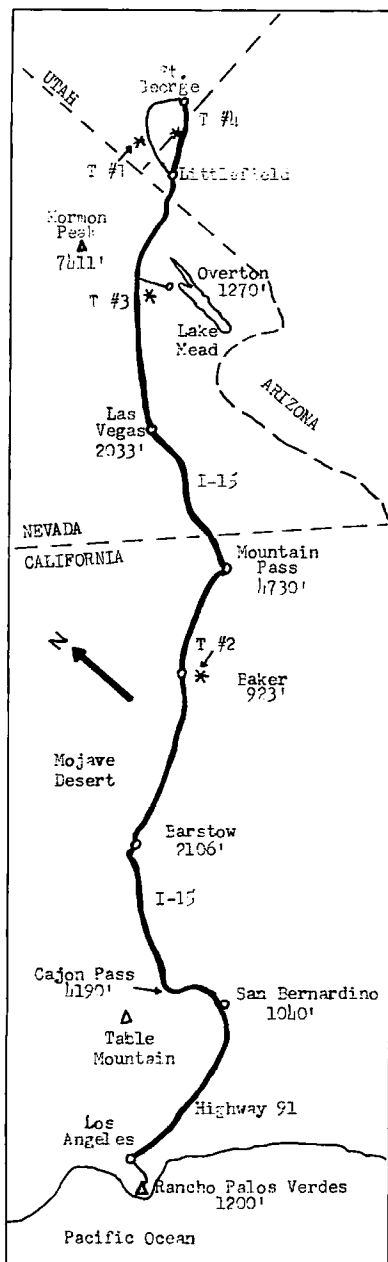 St.
George
UTAH
T #4
T #1
Littlefield
Mormon
Peak
7411'
Overton
1270'
T #3
Lake
Mead
ARIZONA
Las
Vegas
2033'
I-15
NEVADA
CALIFORNIA
Mountain
Pass
4730'
N
T #2
Baker
923'
Mojave
Desert
Barstow
2106'
I-15
Cajon Pass
4190'
San Bernardino
1040'
Table
Mountain
Highway 91
Los
Angeles
Rancho Palos Verdes
1200'
Pacific Ocean